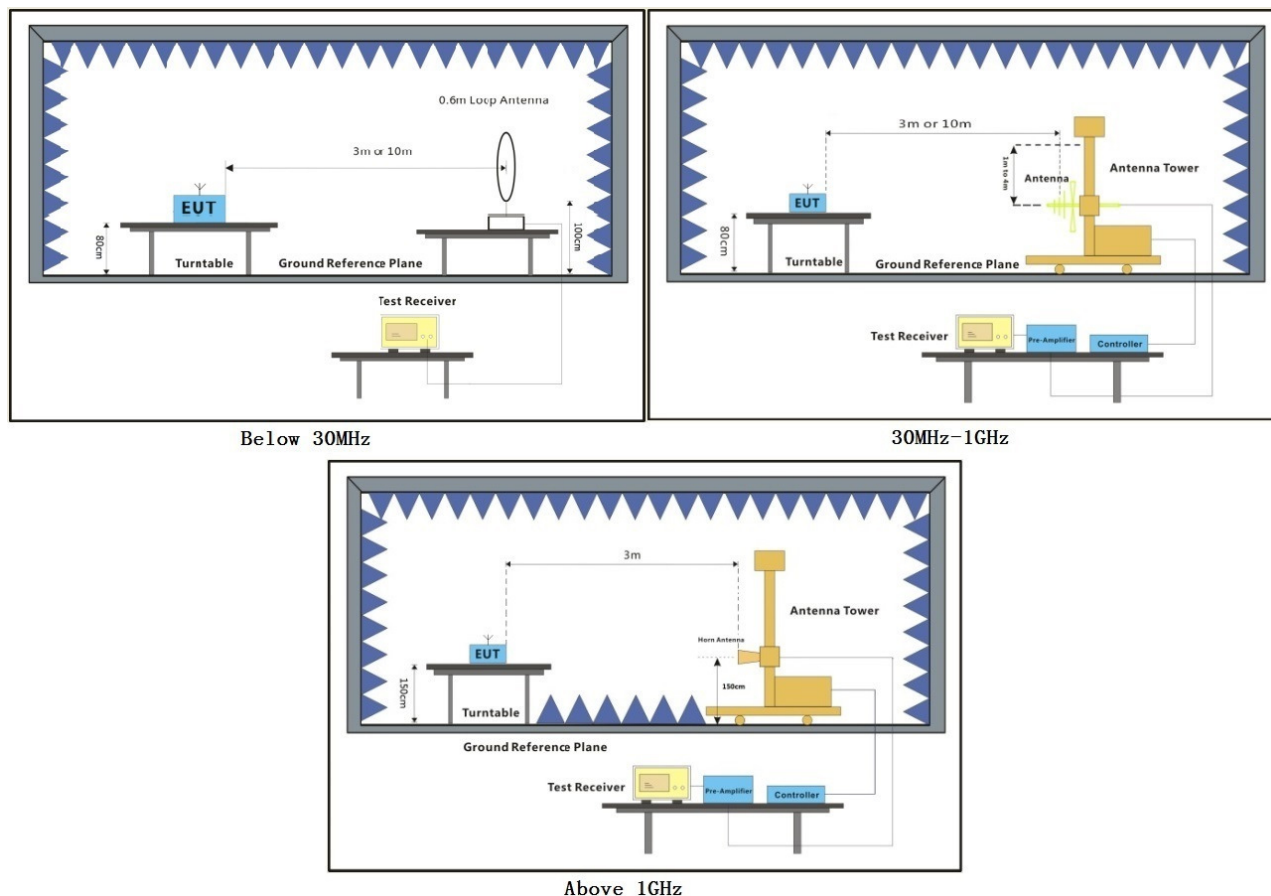 0.6m Loop Antenna
3m or 10m
EUT
80cm
100cm
Turntable
Ground Reference Plane
Test Receiver
Below 30MHz
3m or 10m
1m to 4m
Antenna
Antenna Tower
EUT
80cm
Turntable
Ground Reference Plane
Test Receiver
Pre-Amplifier
Controller
30MHz-1GHz
3m
Antenna Tower
Horn Antenna
EUT
150cm
150cm
Turntable
Ground Reference Plane
Test Receiver
Pre-Amplifier
Controller
Above 1GHz